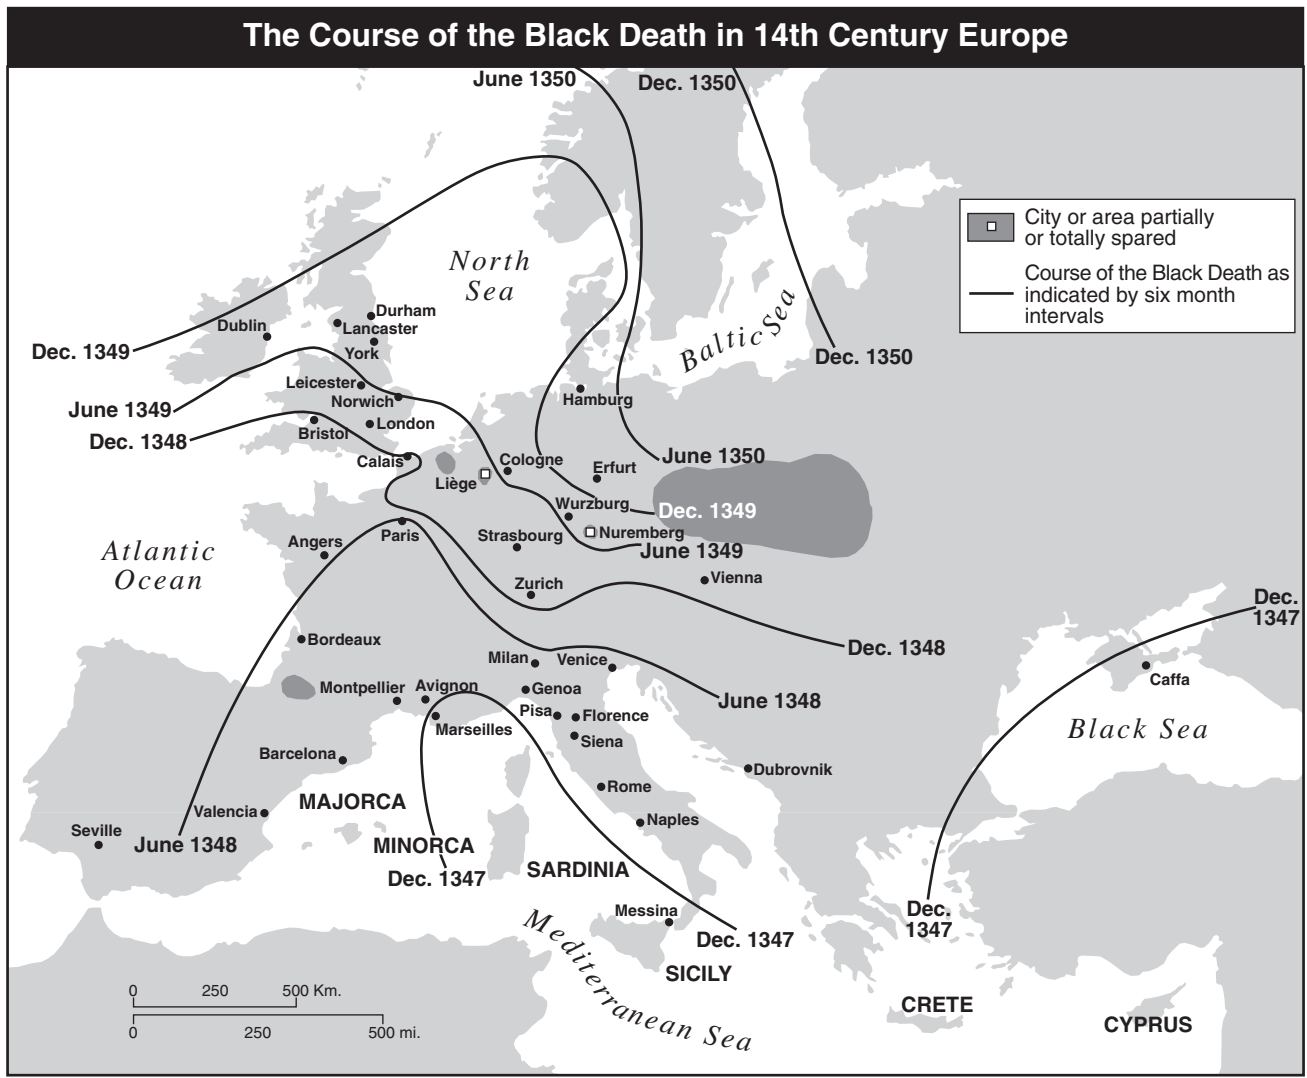 The Course of the Black Death in 14th Century Europe
June 1350
Dec. 1350
City or area partially
or totally spared
Course of the Black Death as
indicated by six month
intervals
North
Sea
Baltic Sea
Durham
Dublin
Lancaster
York
Dec. 1349
Dec. 1350
Leicester
Norwich
Hamburg
June 1349
London
Bristol
Dec. 1348
Calais
Cologne
June 1350
Erfurt
Liège
Wurzburg
Dec. 1349
Paris
Strasbourg
Nuremberg
Angers
June 1349
Atlantic
Ocean
Zurich
Vienna
Dec.
1347
Bordeaux
Dec. 1348
Milan
Venice
Caffa
Montpellier
Avignon
Genoa
June 1348
Pisa
Florence
Marseilles
Black Sea
Siena
Barcelona
Dubrovnik
Rome
MAJORCA
Valencia
Naples
Seville
June 1348
MINORCA
SARDINIA
Dec. 1347
Messina
Dec.
1347
Dec. 1347
Mediterranean Sea
SICILY
0 250 500 Km.
CRETE
CYPRUS
0 250 500 mi.